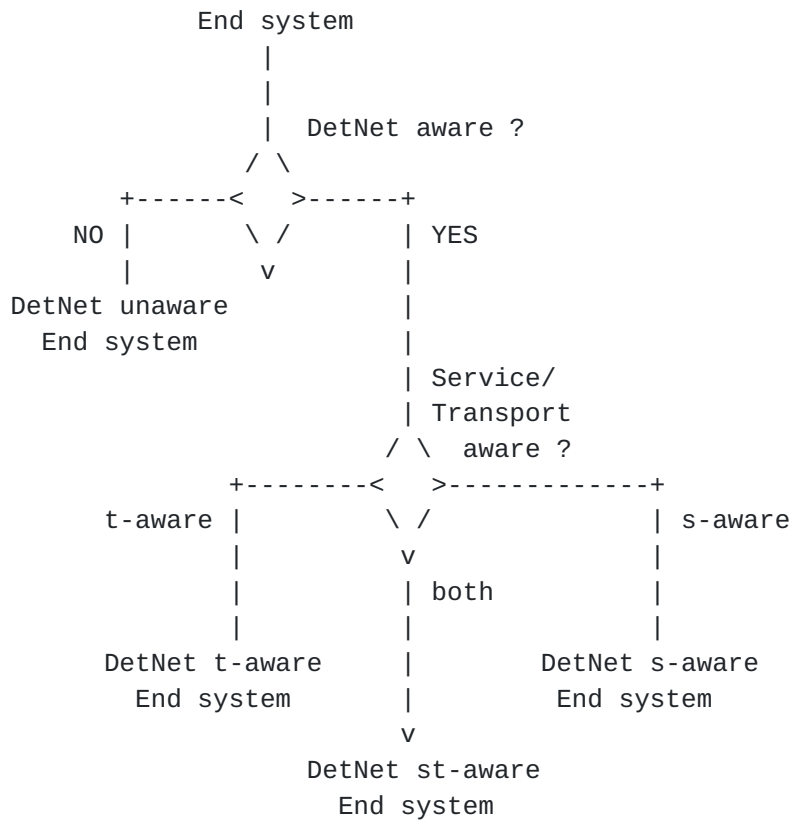 End system
DetNet aware ?
NO
YES
DetNet unaware
End system
Service/
Transport
aware ?
t-aware
s-aware
both
DetNet t-aware
DetNet s-aware
End system
End system
DetNet st-aware
End system